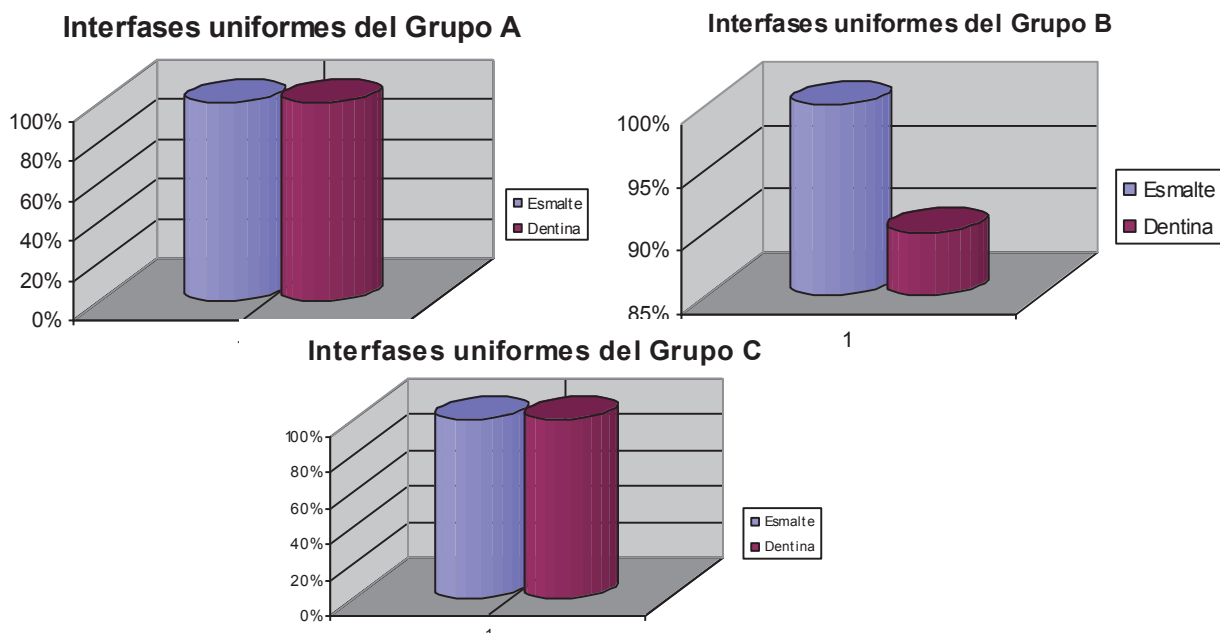 Interfases uniformes del Grupo A
100%
80%
60%
40%
20%
0%
Esmalte
Dentina
Interfases uniformes del Grupo B
100%
95%
90%
85%
1
Esmalte
Dentina
Interfases uniformes del Grupo C
100%
80%
60%
40%
20%
0%
1
Esmalte
Dentina